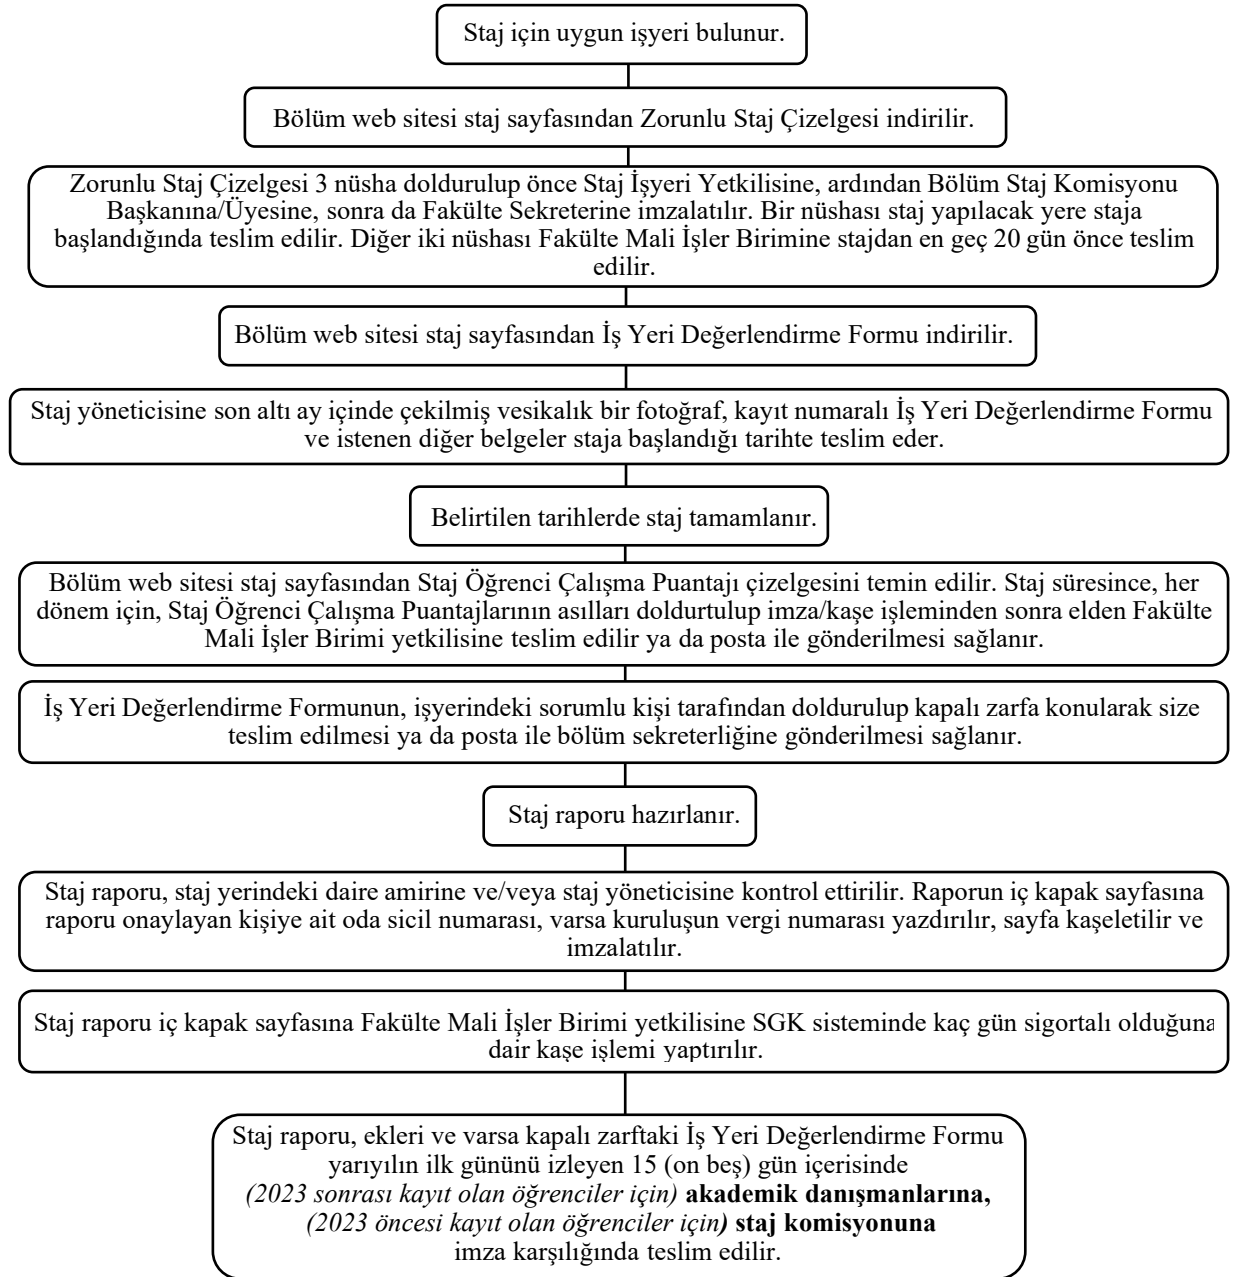 Staj için uygun işyeri bulunur.
Bölüm web sitesi staj sayfasından Zorunlu Staj Çizelgesi indirilir.
Zorunlu Staj Çizelgesi 3 nüsha doldurulup önce Staj İşyeri Yetkilisine, ardından Bölüm Staj Komisyonu
Başkanına/Üyesine, sonra da Fakülte Sekreterine imzalatılır. Bir nüshası staj yapılacak yere staja
başlandığında teslim edilir. Diğer iki nüshası Fakülte Mali İşler Birimine stajdan en geç 20 gün önce teslim
edilir.
Bölüm web sitesi staj sayfasından İş Yeri Değerlendirme Formu indirilir.
Staj yöneticisine son altı ay içinde çekilmiş vesikalık bir fotoğraf, kayıt numaralı İş Yeri Değerlendirme Formu
ve istenen diğer belgeler staja başlandığı tarihte teslim eder.
Belirtilen tarihlerde staj tamamlanır.
Bölüm web sitesi staj sayfasından Staj Öğrenci Çalışma Puantajı çizelgesini temin edilir. Staj süresince, her
dönem için, Staj Öğrenci Çalışma Puantajlarının asılları doldurtulup imza/kaşe işleminden sonra elden Fakülte
Mali İşler Birimi yetkilisine teslim edilir ya da posta ile gönderilmesi sağlanır.
İş Yeri Değerlendirme Formunun, işyerindeki sorumlu kişi tarafından doldurulup kapalı zarfa konularak size
teslim edilmesi ya da posta ile bölüm sekreterliğine gönderilmesi sağlanır.
Staj raporu hazırlanır.
Staj raporu, staj yerindeki daire amirine ve/veya staj yöneticisine kontrol ettirilir. Raporun iç kapak sayfasına
raporu onaylayan kişiye ait oda sicil numarası, varsa kuruluşun vergi numarası yazdırılır, sayfa kaşeletilir ve
imzalatılır.
Staj raporu iç kapak sayfasına Fakülte Mali İşler Birimi yetkilisine SGK sisteminde kaç gün sigortalı olduğuna
dair kaşe işlemi yaptırılır.
Staj raporu, ekleri ve varsa kapalı zarftaki İş Yeri Değerlendirme Formu
yarıyılın ilk gününü izleyen 15 (on beş) gün içerisinde
(2023 sonrası kayıt olan öğrenciler için) akademik danışmanlarına,
(2023 öncesi kayıt olan öğrenciler için) staj komisyonuna
imza karşılığında teslim edilir.